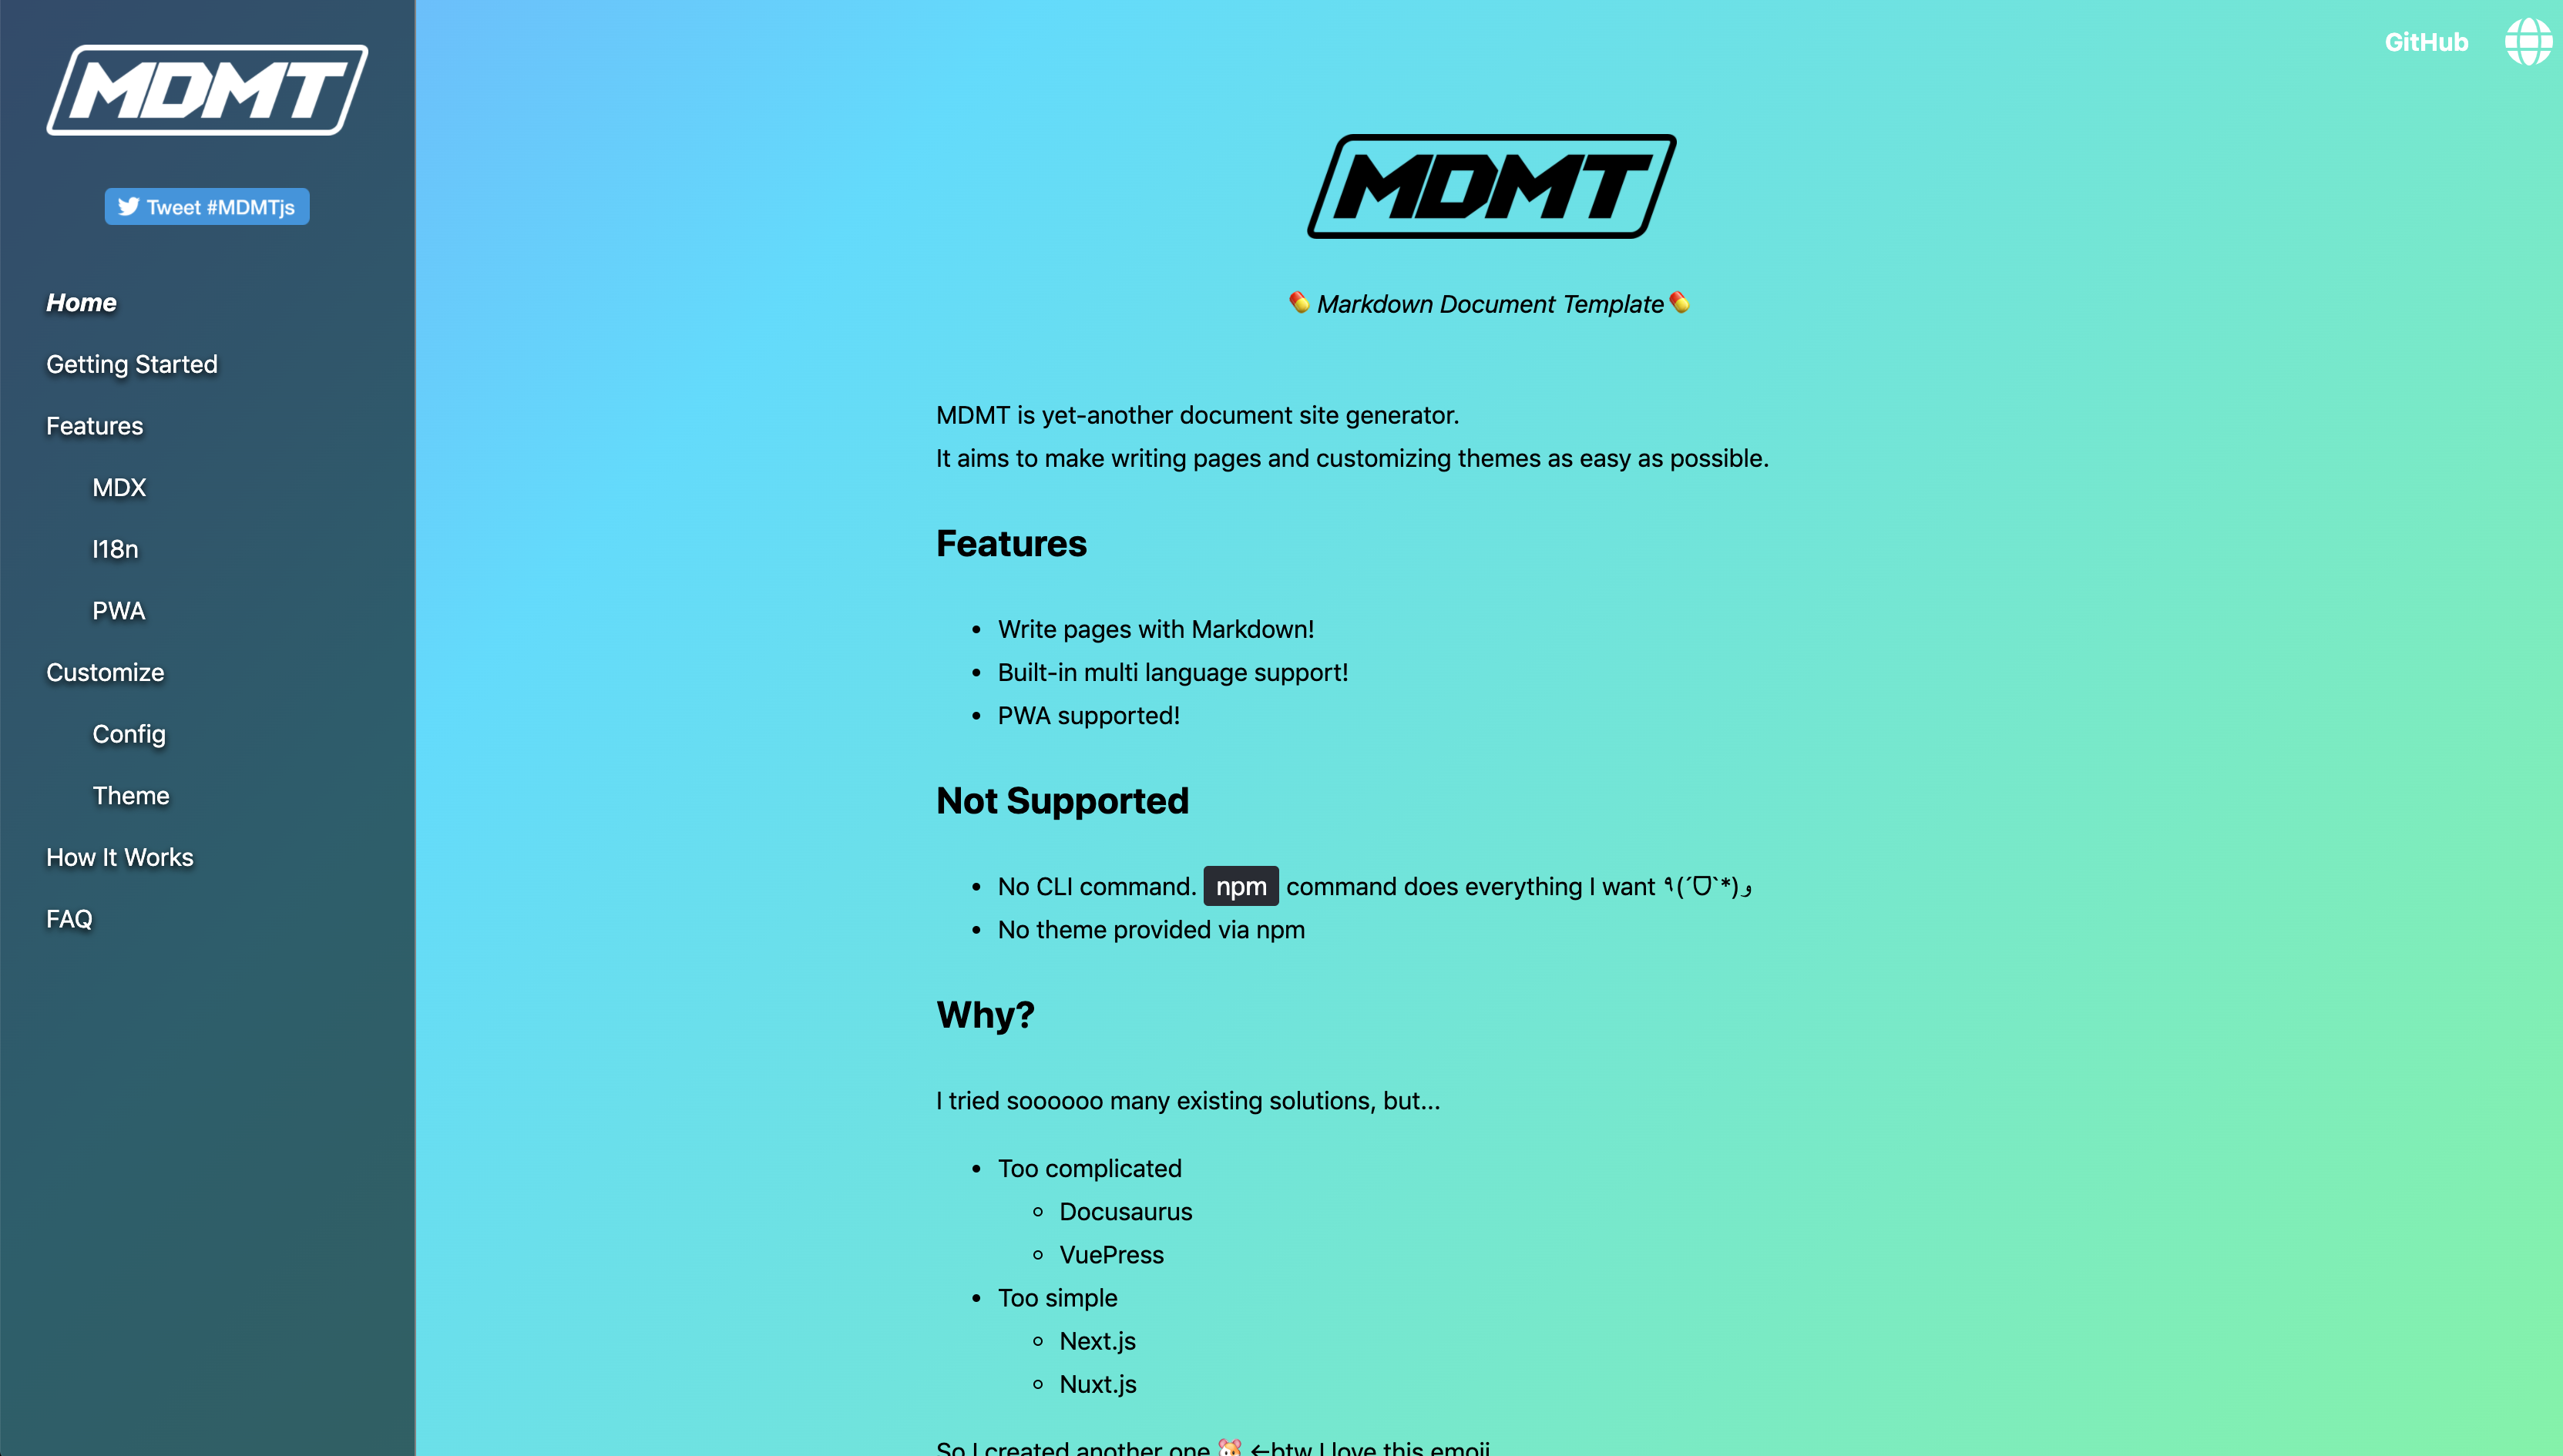 MDMT
Tweet #MDMTjs
Home
Getting Started
Features
MDX
I18n
PWA
Customize
Config
Theme
How It Works
FAQ
GitHub
MDMT
💊 Markdown Document Template💊
MDMT is yet-another document site generator.
It aims to make writing pages and customizing themes as easy as possible.
Features
• Write pages with Markdown!
• Built-in multi language support!
• PWA supported!
Not Supported
• No CLI command. npm command does everything I want ٩(ˊᗜˋ*)و
• No theme provided via npm
Why?
I tried soooooo many existing solutions, but...
• Too complicated
◦ Docusaurus
◦ VuePress
• Too simple
◦ Next.js
◦ Nuxt.js
So I created another one 🐹 ←btw I love this emoji